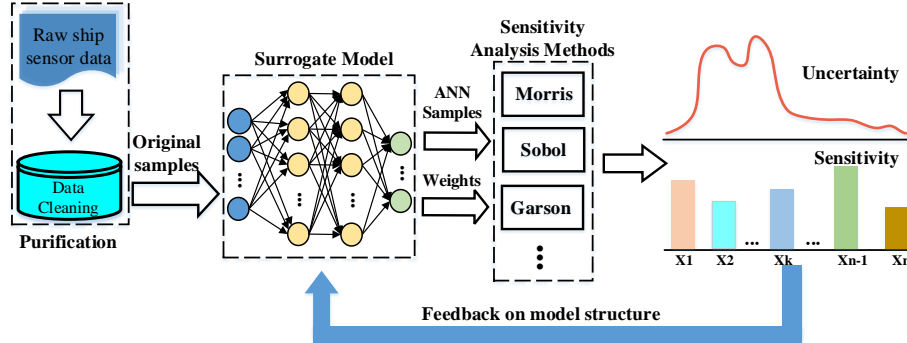 Raw ship
sensor data
Data
Cleaning
Purification
Original
samples
Surrogate Model
ANN
Samples
Weights
Sensitivity
Analysis Methods
Morris
Sobol
Garson
Uncertainty
Sensitivity
X1
X2
...
Xk
...
Xn-1
Feedback on model structure